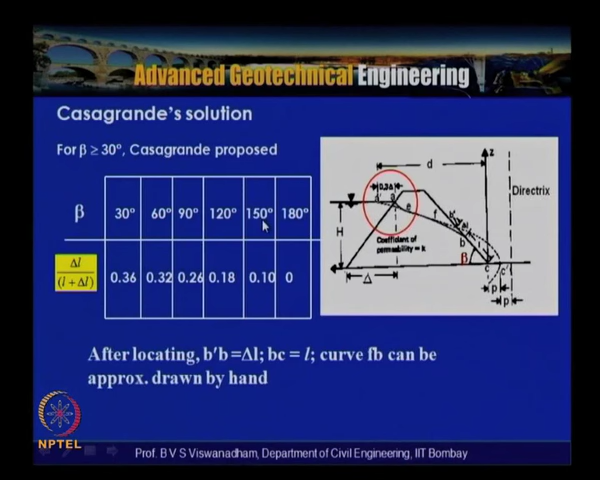 Advanced Geotechnical Engineering
Casagrande's solution
For β ≥ 30°, Casagrande proposed
β 30° 60° 90° 120° 150° 180°
Δl/(l + Δl) 0.36 0.32 0.26 0.18 0.10 0
d z
0.3Δ Directrix
a e f
H b
Coefficient of
permeability = k
β c c'
Δ p
p
After locating, b'b =Δl; bc = l; curve fb can be
approx. drawn by hand
NPTEL
Prof. B V S Viswanadham, Department of Civil Engineering, IIT Bombay